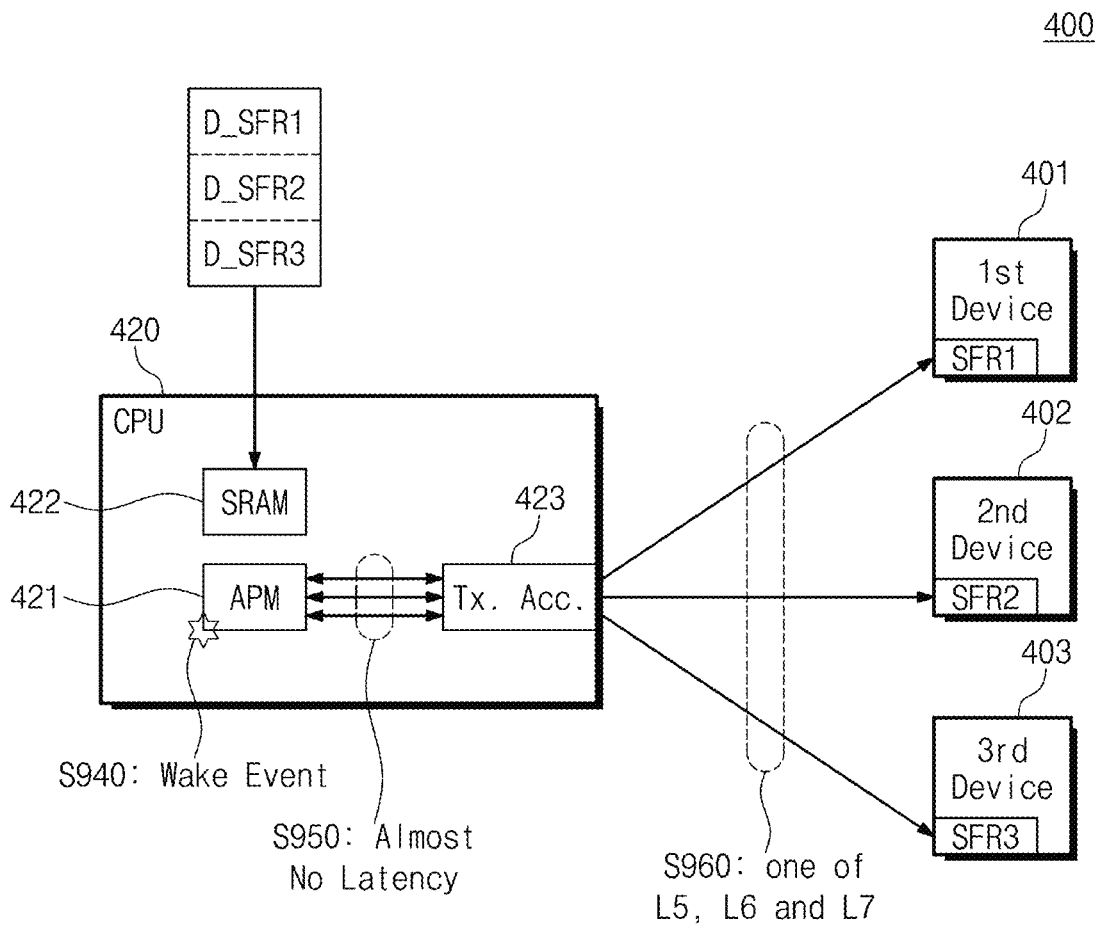 400
D_SFR1
D_SFR2
D_SFR3
401
1st
Device
SFR1
420
CPU
402
422
SRAM
423
2nd
Device
SFR2
421
APM
Tx. Acc.
403
S940: Wake Event
3rd
Device
SFR3
S950: Almost
No Latency
S960: one of
L5, L6 and L7